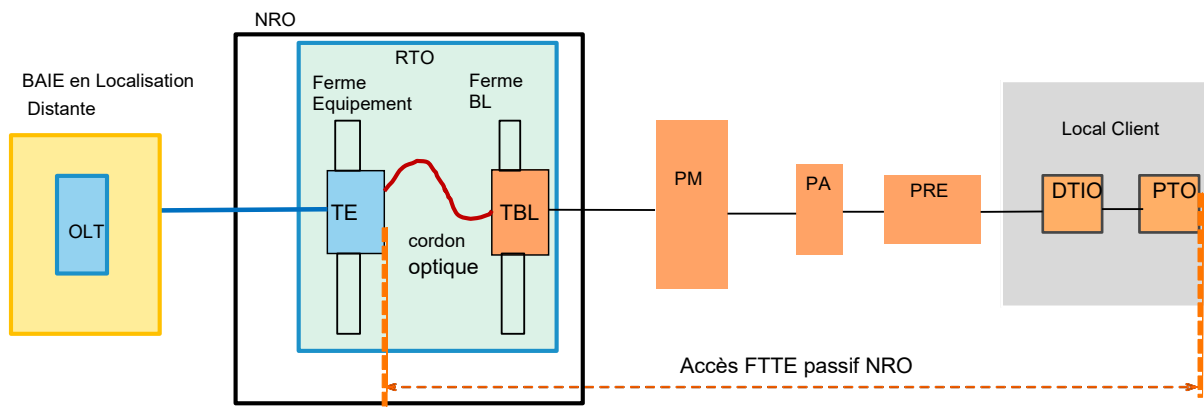 NRO
RTO
BAIE en Localisation
Distante
Ferme
Equipement
Ferme
BL
Local Client
OLT
TE
TBL
cordon
optique
PM
PA
PRE
DTIO
PTO
Accès FTTE passif NRO